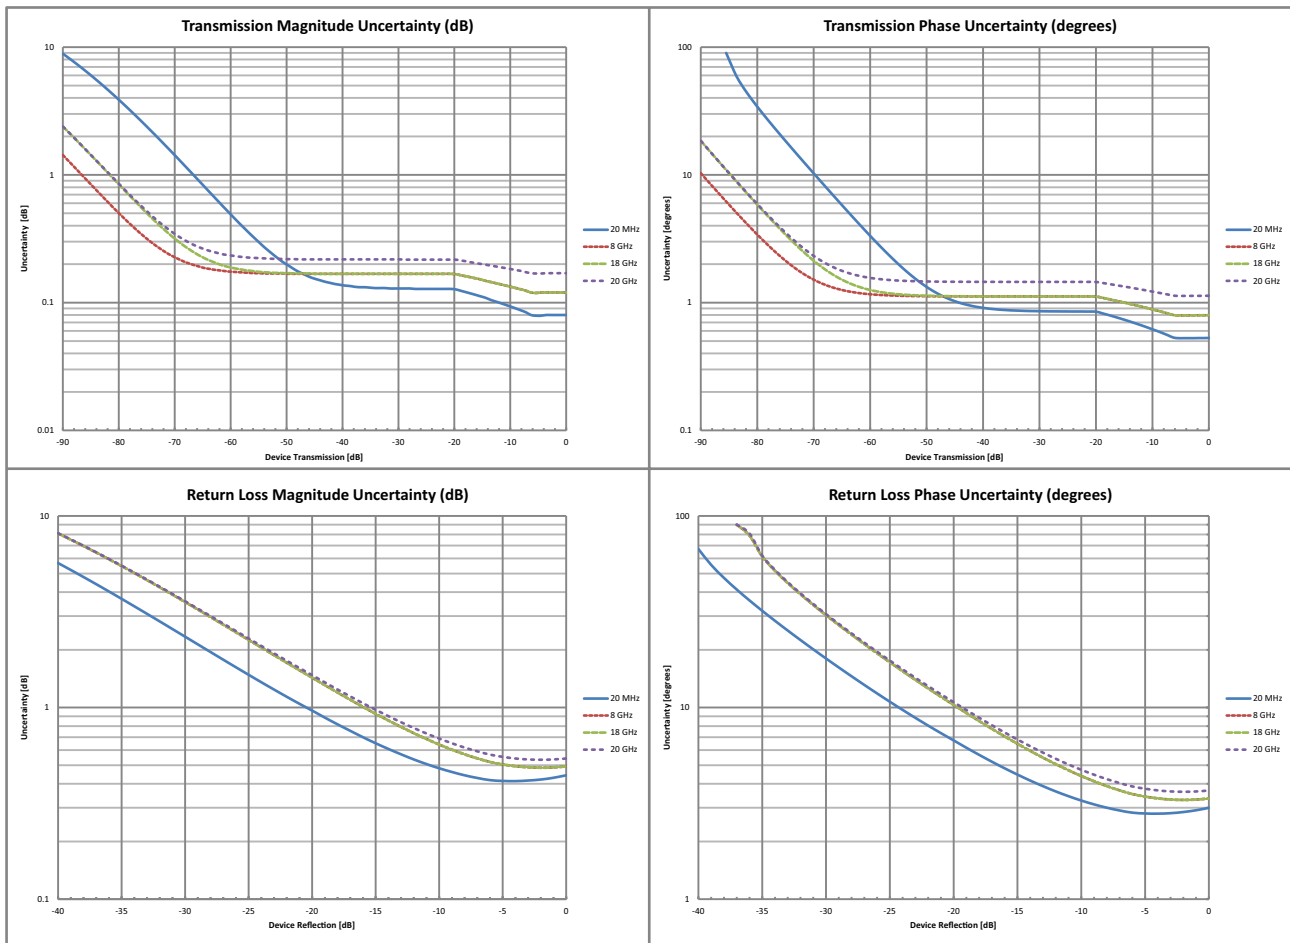 Transmission Magnitude Uncertainty (dB)
10
1
0.1
0.01
Uncertainty [dB]
-90 -80 -70 -60 -50 -40 -30 -20 -10 0
Device Transmission [dB]
20 MHz
8 GHz
18 GHz
20 GHz
Transmission Phase Uncertainty (degrees)
100
10
1
0.1
Uncertainty [degrees]
-90 -80 -70 -60 -50 -40 -30 -20 -10 0
Device Transmission [dB]
20 MHz
8 GHz
18 GHz
20 GHz
Return Loss Magnitude Uncertainty (dB)
10
1
0.1
Uncertainty [dB]
-40 -35 -30 -25 -20 -15 -10 -5 0
Device Reflection [dB]
20 MHz
8 GHz
18 GHz
20 GHz
Return Loss Phase Uncertainty (degrees)
100
10
1
Uncertainty [degrees]
-40 -35 -30 -25 -20 -15 -10 -5 0
Device Reflection [dB]
20 MHz
8 GHz
18 GHz
20 GHz